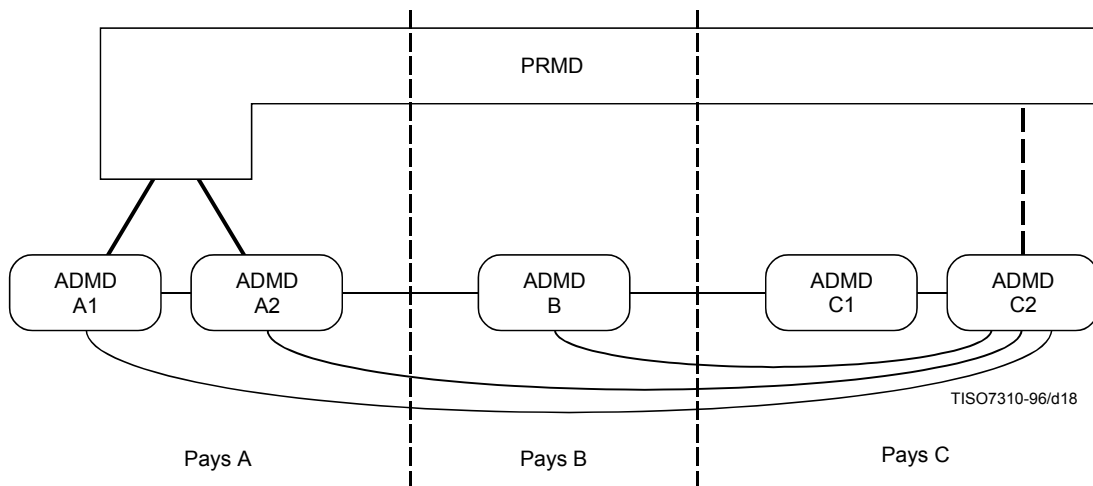 PRMD
ADMD
A1
ADMD
A2
ADMD
B
ADMD
C1
ADMD
C2
TISO7310-96/d18
Pays A
Pays B
Pays C